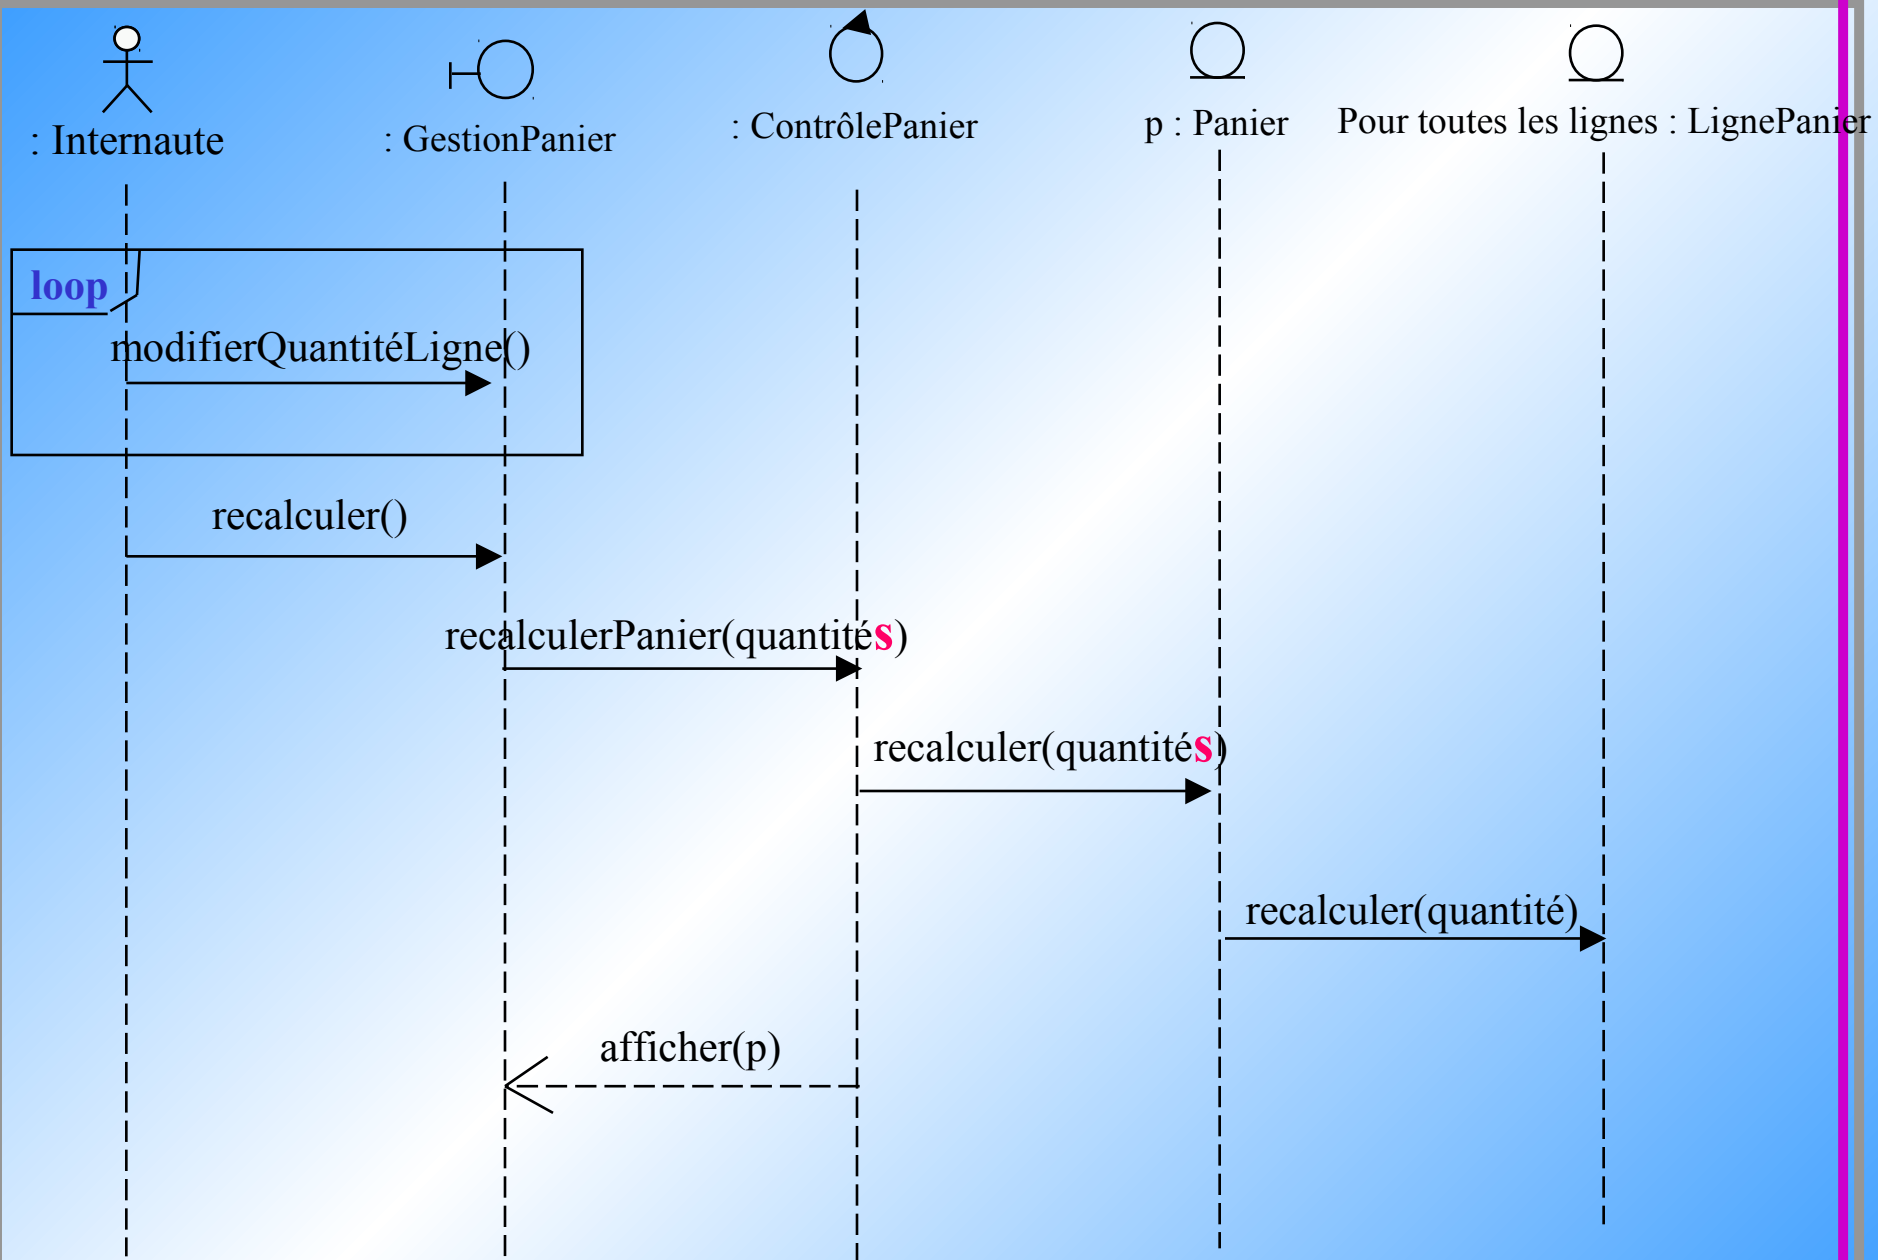 : Internaute
: GestionPanier
: ContrôlePanier
p : Panier
Pour toutes les lignes : LignePanier
loop
modifierQuantitéLigne()
recalculer()
recalculerPanier(quantités)
recalculer(quantités)
recalculer(quantité)
afficher(p)